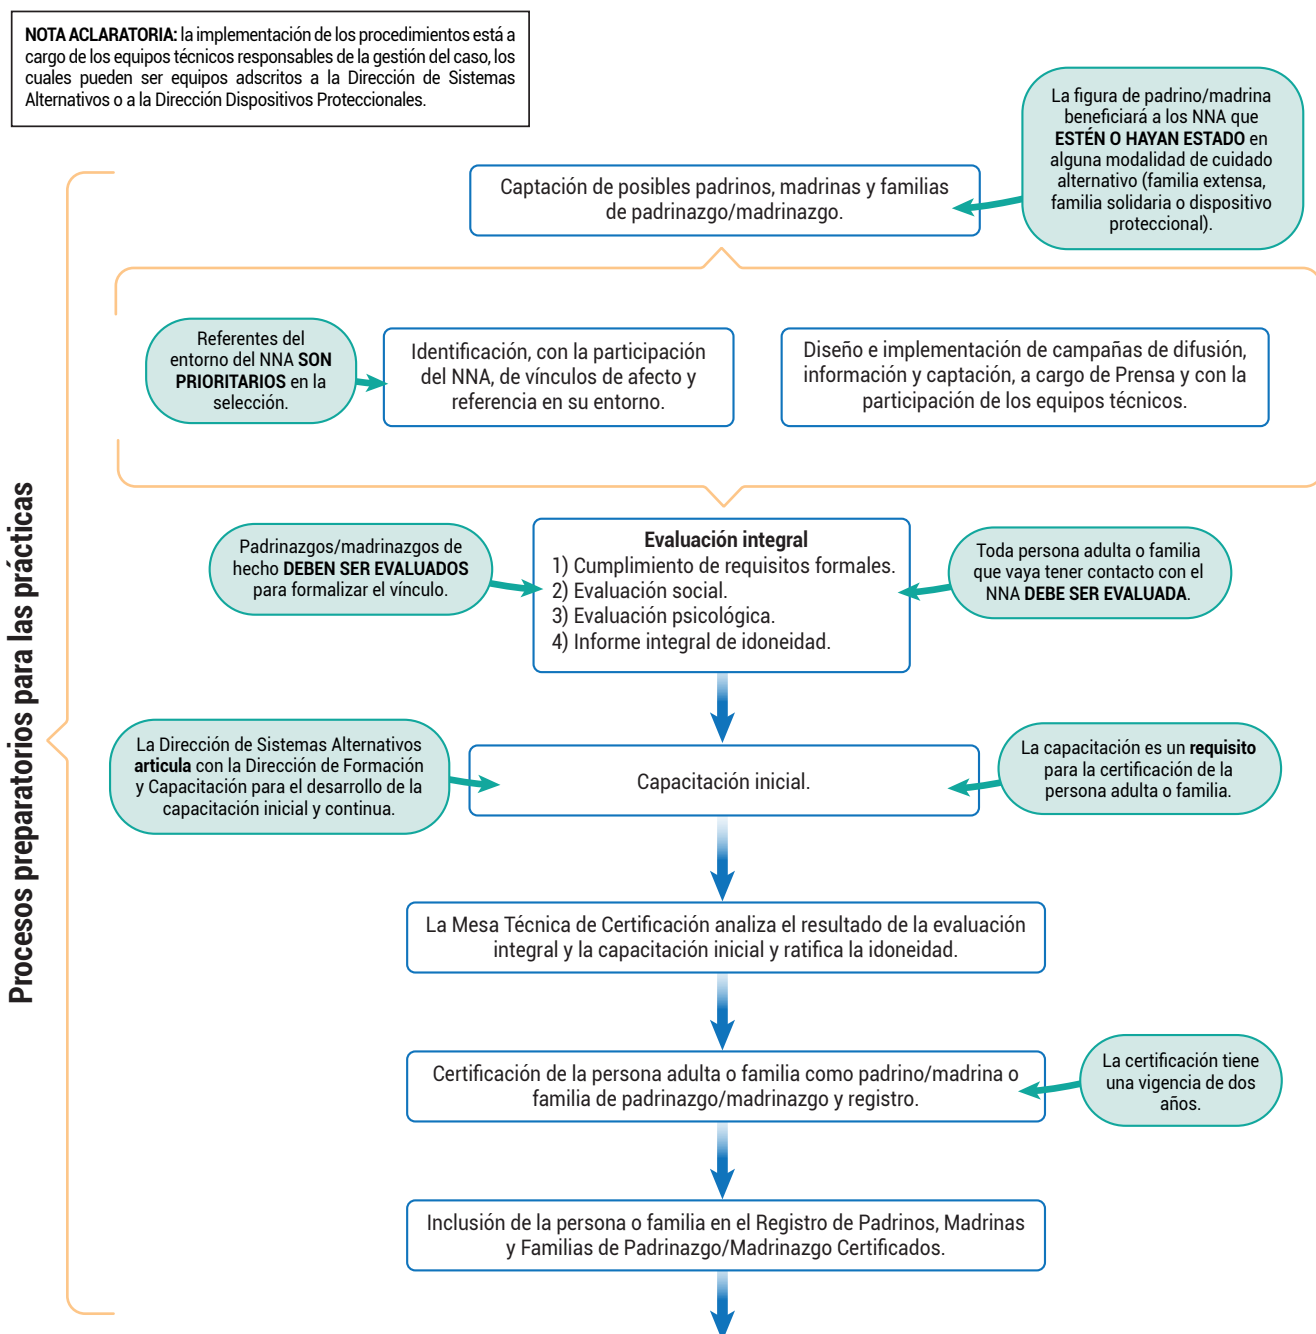 NOTA ACLARATORIA: la implementación de los procedimientos está a
cargo de los equipos técnicos responsables de la gestión del caso, los
cuales pueden ser equipos adscritos a la Dirección de Sistemas
Alternativos o a la Dirección Dispositivos Proteccionales.
La figura de padrino/madrina
beneficiará a los NNA que
ESTÉN O HAYAN ESTADO en
alguna modalidad de cuidado
alternativo (familia extensa,
familia solidaria o dispositivo
proteccional).
Captación de posibles padrinos, madrinas y familias
de padrinazgo/madrinazgo.
Referentes del
entorno del NNA SON
PRIORITARIOS en la
selección.
Identificación, con la participación
del NNA, de vínculos de afecto y
referencia en su entorno.
Diseño e implementación de campañas de difusión,
información y captación, a cargo de Prensa y con la
participación de los equipos técnicos.
Procesos preparatorios para las prácticas
Padrinazgos/madrinazgos de
hecho DEBEN SER EVALUADOS
para formalizar el vínculo.
Evaluación integral
1) Cumplimiento de requisitos formales.
2) Evaluación social.
3) Evaluación psicológica.
4) Informe integral de idoneidad.
Toda persona adulta o familia
que vaya tener contacto con el
NNA DEBE SER EVALUADA.
La Dirección de Sistemas Alternativos
articula con la Dirección de Formación
y Capacitación para el desarrollo de la
capacitación inicial y continua.
Capacitación inicial.
La capacitación es un requisito
para la certificación de la
persona adulta o familia.
La Mesa Técnica de Certificación analiza el resultado de la evaluación
integral y la capacitación inicial y ratifica la idoneidad.
Certificación de la persona adulta o familia como padrino/madrina o
familia de padrinazgo/madrinazgo y registro.
La certificación tiene
una vigencia de dos
años.
Inclusión de la persona o familia en el Registro de Padrinos, Madrinas
y Familias de Padrinazgo/Madrinazgo Certificados.